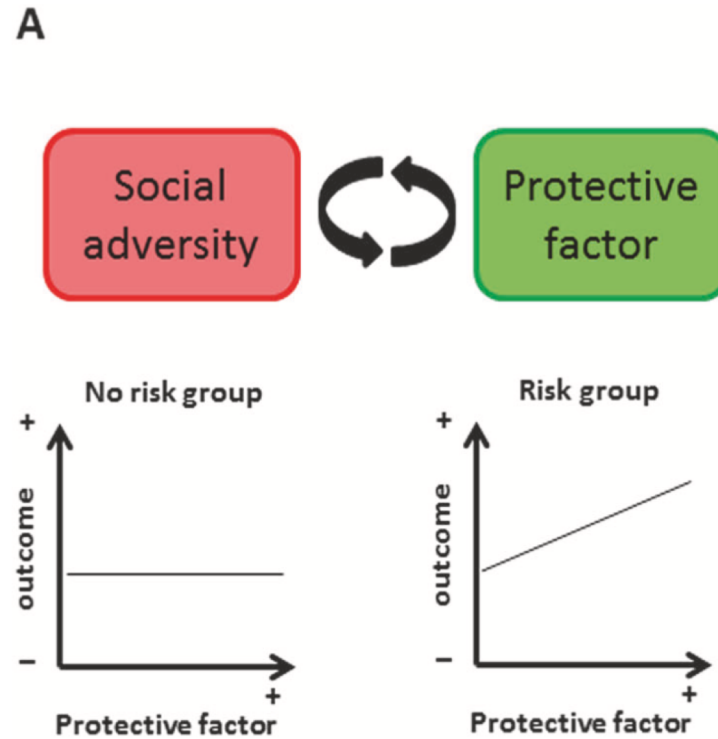 A
Social
adversity
Protective
factor
No risk group
+
outcome
–
+
Protective factor
Risk group
+
outcome
–
+
Protective factor